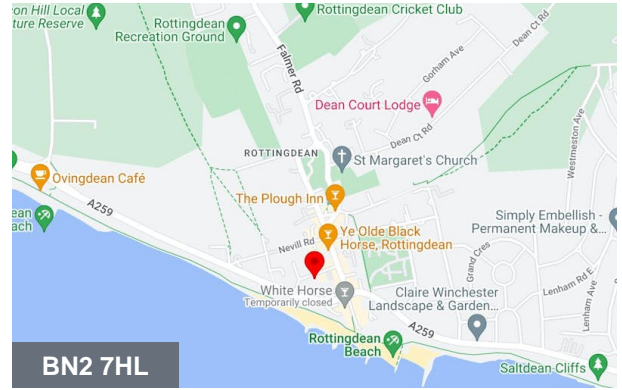 on Hill Local
ture Reserve
Rottingdean
Recreation Ground
Rottingdean Cricket Club
Dean Ct Rd
Falmer Rd
Gorham Ave
Dean Court Lodge
Dean Ct Rd
Westmeston Ave
ROTTINGDEAN
St Margaret's Church
Ovingdean Café
The Plough Inn
A259
ean
ach
Ye Olde Black
Horse, Rottingdean
Simply Embellish -
Permanent Makeup &...
Nevill Rd
Grand Cres
Lenham Rd E
Lenham Ave
White Horse
Temporarily closed
Claire Winchester
Landscape & Garden...
A259
Rottingdean
Beach
Saltdean Cliffs
BN2 7HL